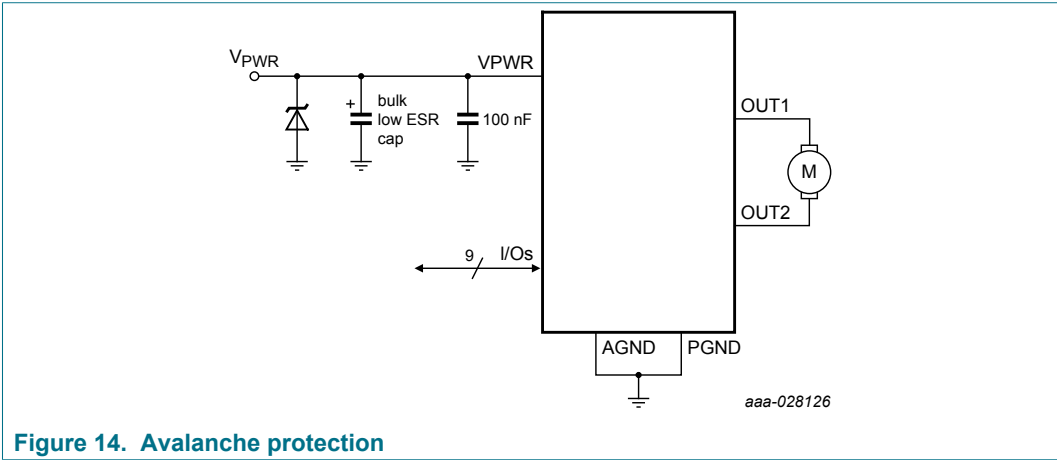 VPWR
VPWR
+
bulk
low ESR
cap
100 nF
OUT1
M
OUT2
9
I/Os
AGND
PGND
aaa-028126
Figure 14. Avalanche protection